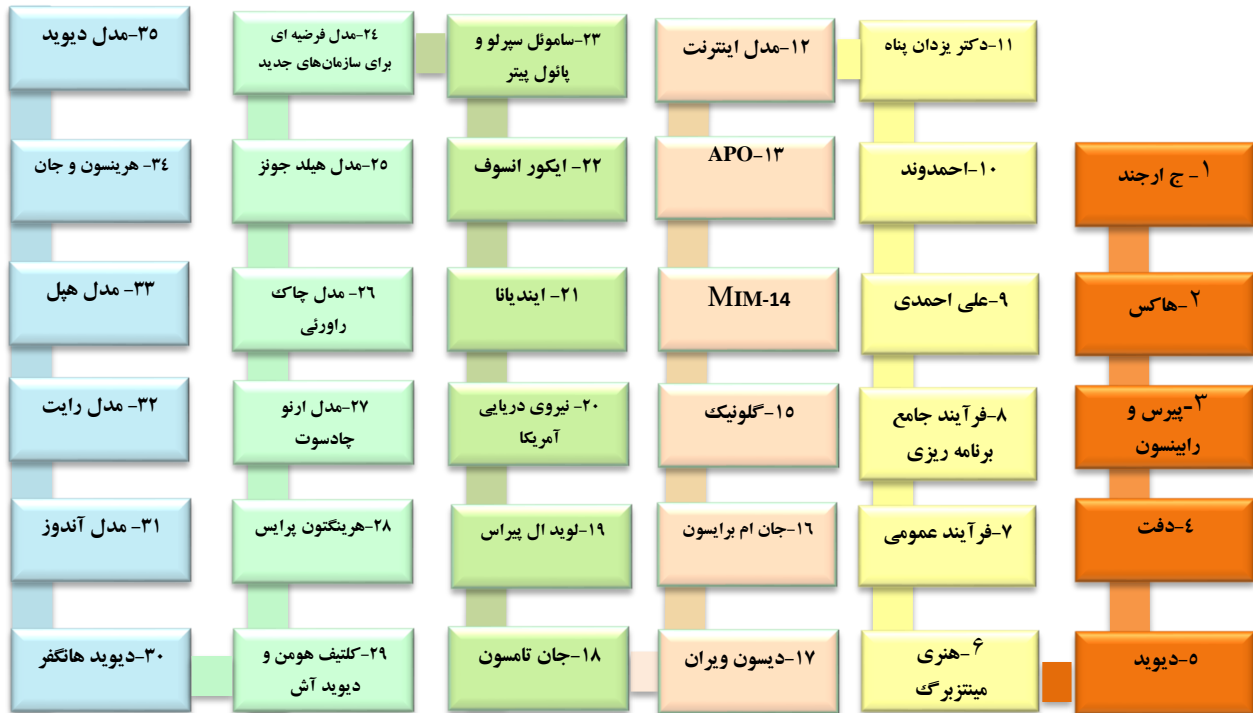 ۱- ج ارجند
۲-هاکس
۳-پیرس و
رابینسون
۴-دفت
۵-دیوید
۶-هنری
مینتزبرگ
۷-فرآیند عمومی
۸-فرآیند جامع
برنامه ریزی
۹-علی احمدی
۱۰-احمدوند
۱۱-دکتر یزدان پناه
۱۲-مدل اینترنت
APO-۱۳
MIM-14
۱۵-گلونیک
۱۶-جان ام برایسون
۱۷-دیسون ویران
۱۸-جان تامسون
۱۹-لوید ال پیراس
۲۰- نیروی دریایی
آمریکا
۲۱- ایندیانا
۲۲- ایکور انسوف
۲۳-ساموئل سپرلو و
پائول پیتر
۲۴-مدل فرضیه ای
برای سازمان‌های جدید
۲۵-مدل هیلد جونز
۲۶- مدل چاک
راورئی
۲۷-مدل ارنو
چادسوت
۲۸-هرینگتون پرایس
۲۹-کلتیف هومن و
دیوید آش
۳۰-دیوید هانگفر
۳۱- مدل آندوز
۳۲- مدل رایت
۳۳- مدل هپل
۳۴- هرینسون و جان
۳۵-مدل دیوید